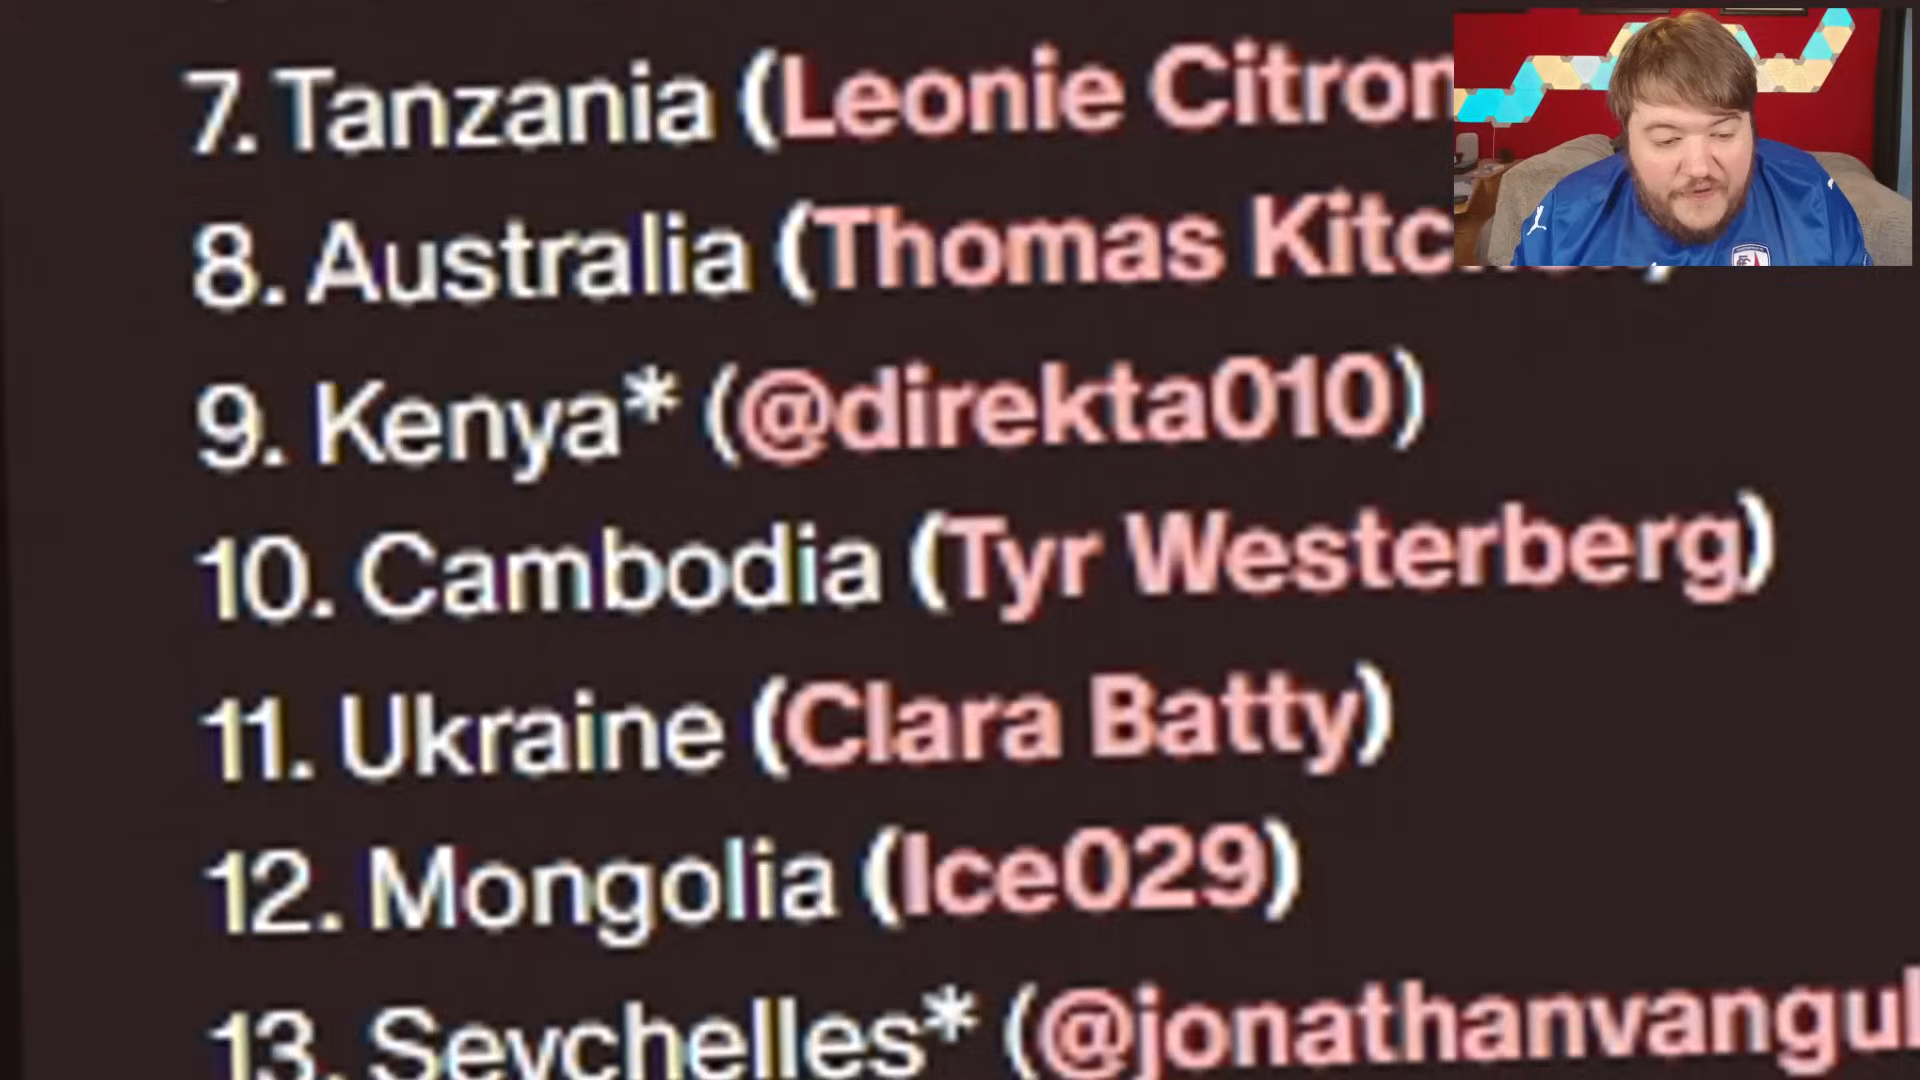 7. Tanzania (Leonie Citron
8. Australia (Thomas Kitc
9. Kenya* (@direkta010)
10. Cambodia (Tyr Westerberg)
11. Ukraine (Clara Batty)
12. Mongolia (Ice029)
13. Seychelles* (@jonathanvangul